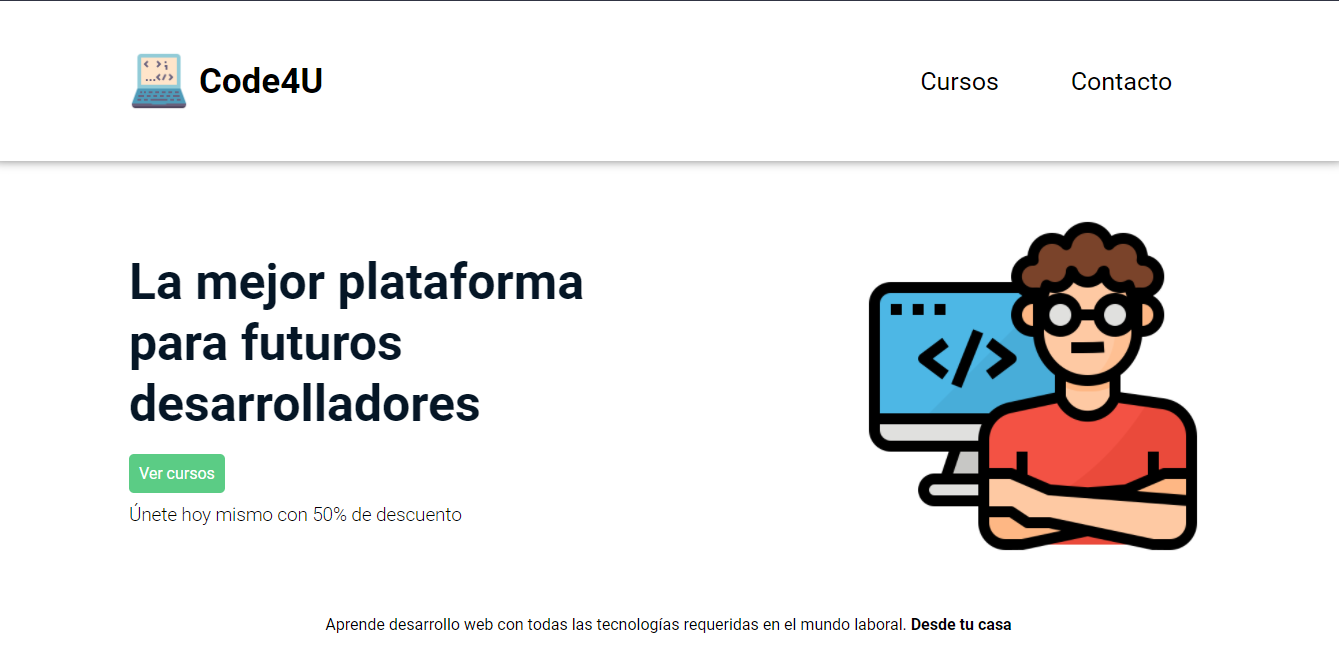 Code4U
Cursos
Contacto
La mejor plataforma
para futuros
desarrolladores
</>
Ver cursos
Únete hoy mismo con 50% de descuento
Aprende desarrollo web con todas las tecnologías requeridas en el mundo laboral. Desde tu casa